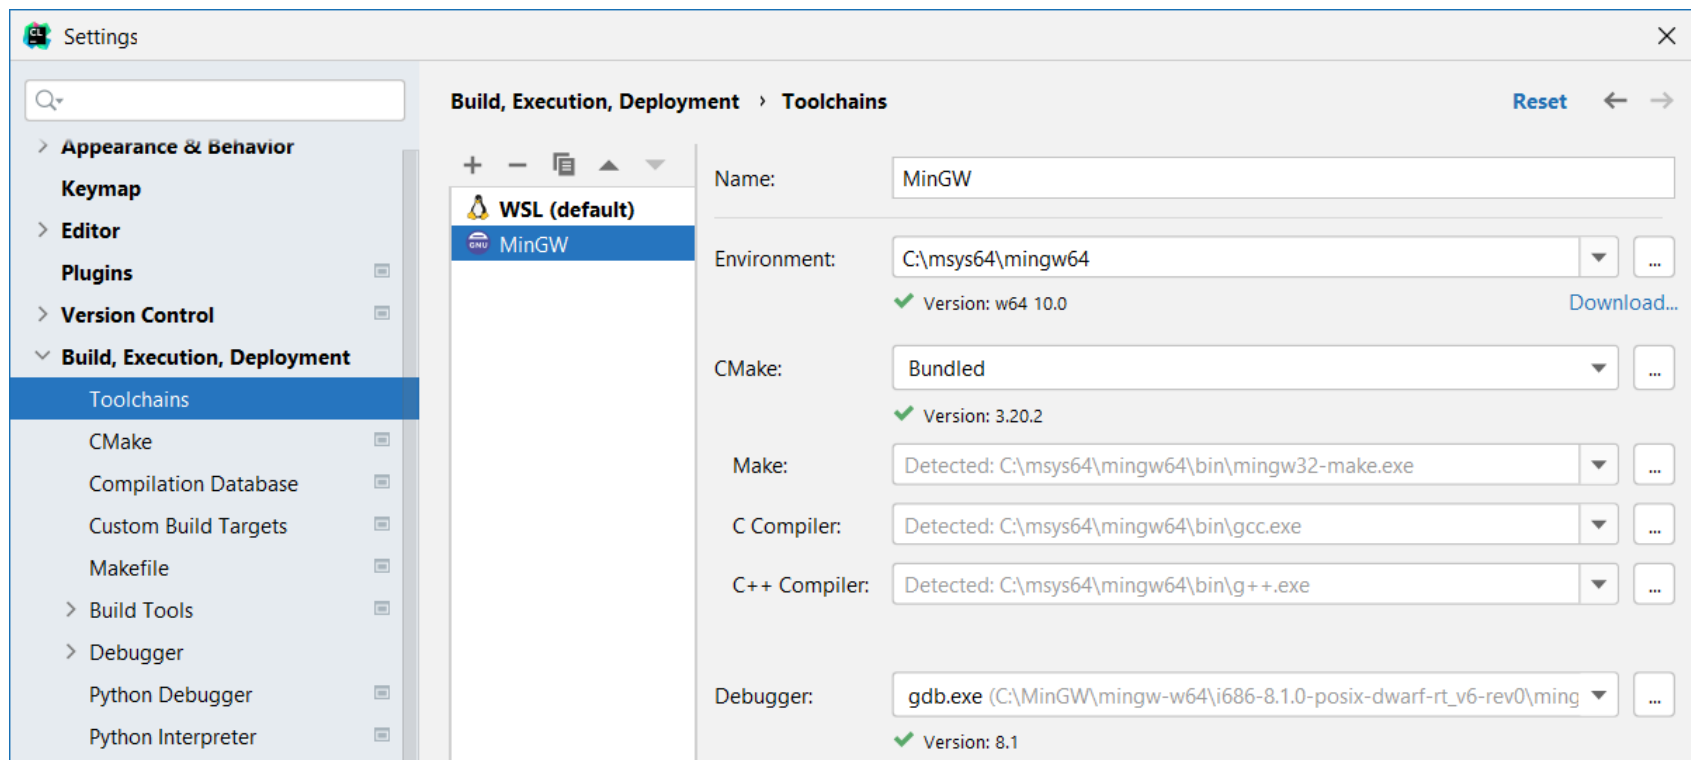 CL
Settings
Build, Execution, Deployment › Toolchains
Reset
Appearance & Behavior
Keymap
Editor
Plugins
Version Control
Build, Execution, Deployment
Toolchains
CMake
Compilation Database
Custom Build Targets
Makefile
Build Tools
Debugger
Python Debugger
Python Interpreter
WSL (default)
GNU
MinGW
Name: MinGW
Environment: C:\msys64\mingw64 ...
Version: w64 10.0 Download...
CMake: Bundled ...
Version: 3.20.2
Make: Detected: C:\msys64\mingw64\bin\mingw32-make.exe ...
C Compiler: Detected: C:\msys64\mingw64\bin\gcc.exe ...
C++ Compiler: Detected: C:\msys64\mingw64\bin\g++.exe ...
Debugger: gdb.exe (C:\MinGW\mingw-w64\i686-8.1.0-posix-dwarf-rt_v6-rev0\ming ...
Version: 8.1